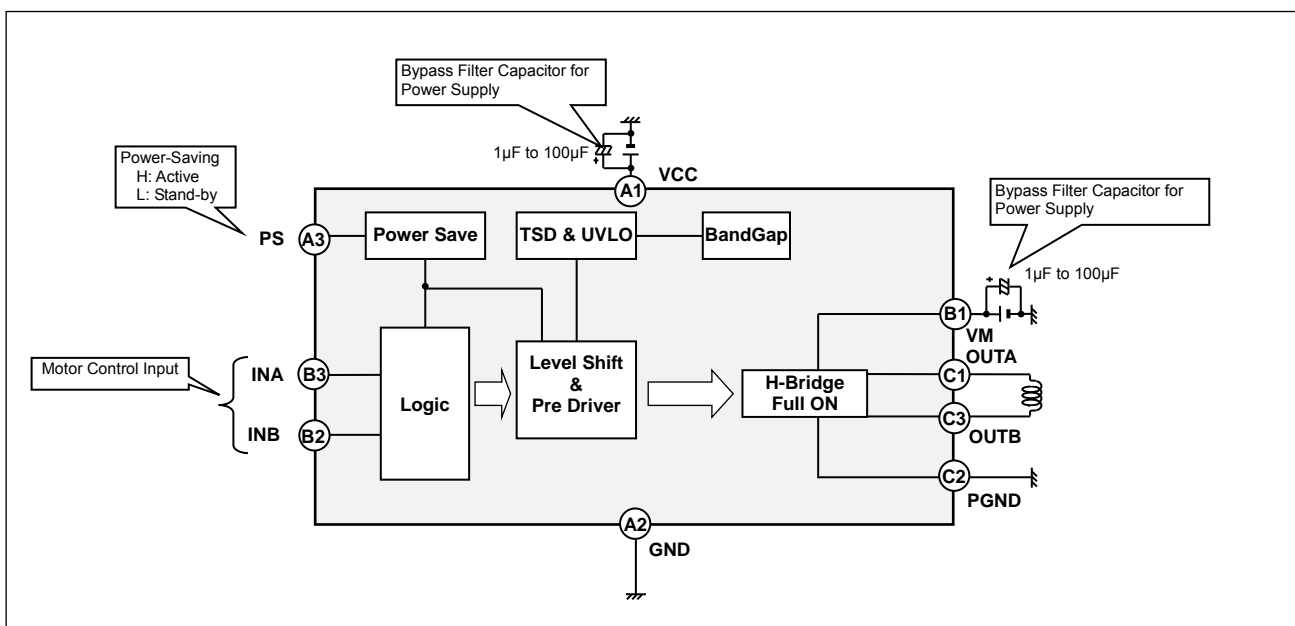 Bypass Filter Capacitor for
Power Supply
1µF to 100µF
+
VCC
A1
Power-Saving
H: Active
L: Stand-by
Bypass Filter Capacitor for
Power Supply
PS
A3
Power Save
TSD & UVLO
BandGap
+
1µF to 100µF
B1
VM
Motor Control Input
INA
B3
INB
B2
Logic
Level Shift
&
Pre Driver
H-Bridge
Full ON
OUTA
C1
C3
OUTB
C2
PGND
A2
GND